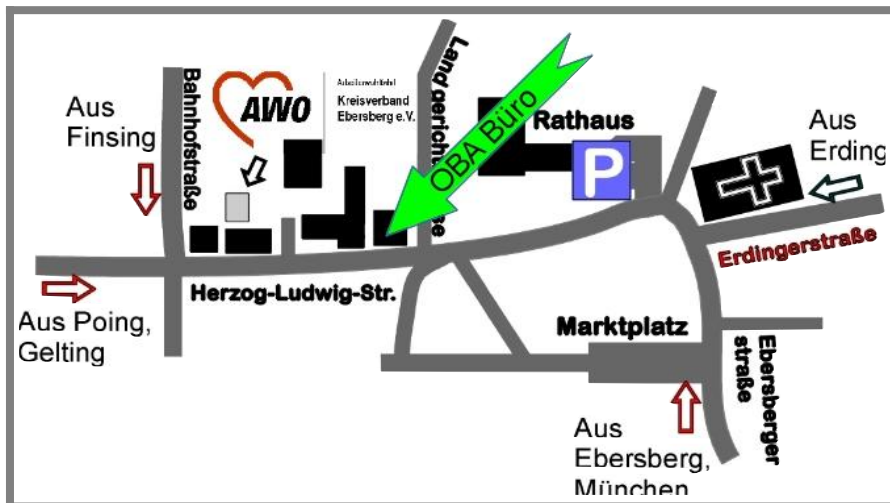 Aus
Finsing
Bahnhofstraße
AWO
Arbeiterwohlfahrt
Kreisverband
Ebersberg e.V.
OBA Büro
Rathaus
P
Aus
Erding
Erdingerstraße
Herzog-Ludwig-Str.
Aus Poing,
Gelting
Marktplatz
Ebersberger
straße
Aus
Ebersberg,
München